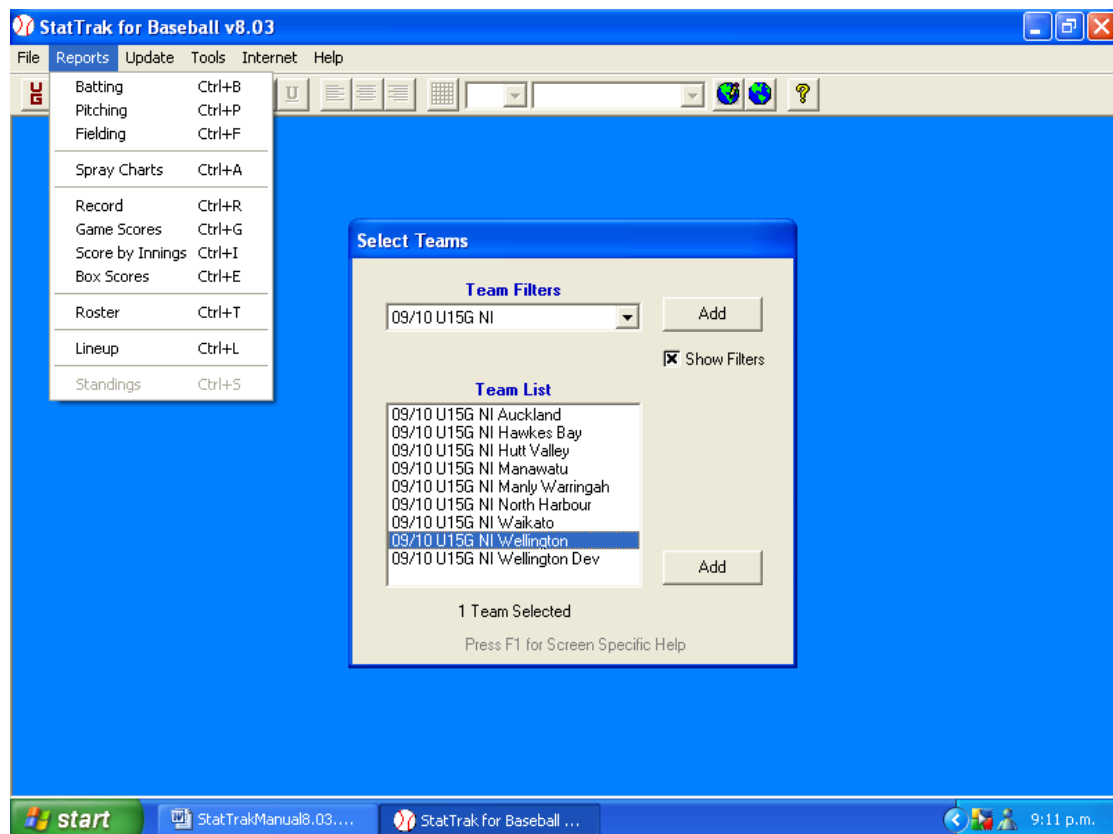 StatTrak for Baseball v8.03
File Reports Update Tools Internet Help
UG
U
?
Batting Ctrl+B
Pitching Ctrl+P
Fielding Ctrl+F
Spray Charts Ctrl+A
Record Ctrl+R
Game Scores Ctrl+G
Score by Innings Ctrl+I
Box Scores Ctrl+E
Roster Ctrl+T
Lineup Ctrl+L
Standings Ctrl+S
Select Teams
Team Filters
09/10 U15G NI
Add
Show Filters
Team List
09/10 U15G NI Auckland
09/10 U15G NI Hawkes Bay
09/10 U15G NI Hutt Valley
09/10 U15G NI Manawatu
09/10 U15G NI Manly Warringah
09/10 U15G NI North Harbour
09/10 U15G NI Waikato
09/10 U15G NI Wellington
09/10 U15G NI Wellington Dev
Add
1 Team Selected
Press F1 for Screen Specific Help
start StatTrakManual8.03.... StatTrak for Baseball ... 9:11 p.m.